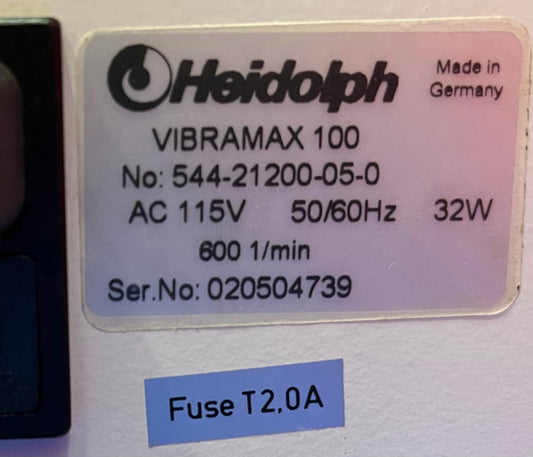 Heidolph Made in
Germany
VIBRAMAX 100
No: 544-21200-05-0
AC 115V 50/60Hz 32W
600 1/min
Ser.No: 020504739
Fuse T2,0A